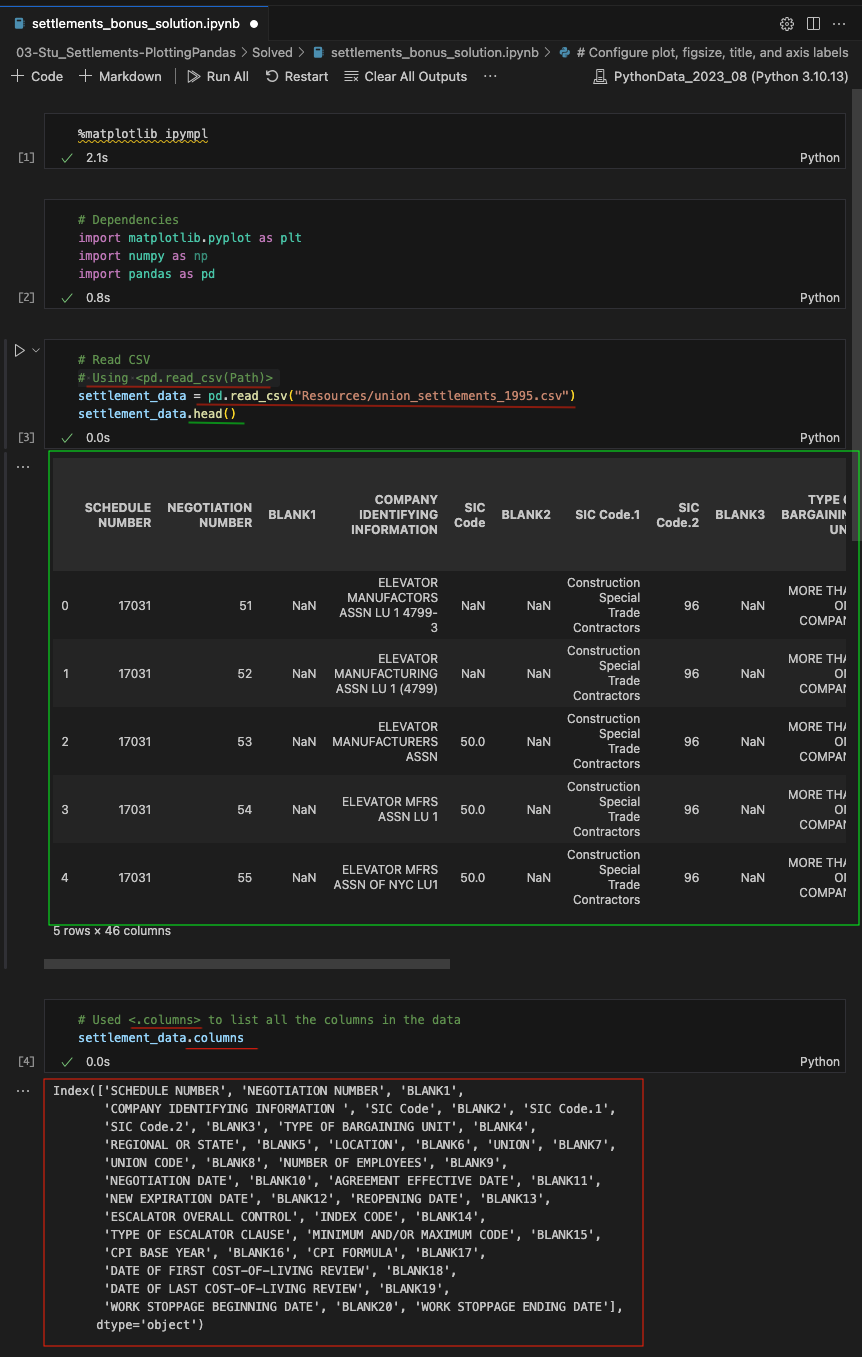 settlements_bonus_solution.ipynb
03-Stu_Settlements-PlottingPandas > Solved > settlements_bonus_solution.ipynb > # Configure plot, figsize, title, and axis labels
+ Code + Markdown Run All Restart Clear All Outputs ... PythonData_2023_08 (Python 3.10.13)
%matplotlib ipympl
[1] 2.1s Python
# Dependencies
import matplotlib.pyplot as plt
import numpy as np
import pandas as pd
[2] 0.8s Python
# Read CSV
# Using <pd.read_csv(Path)>
settlement_data = pd.read_csv("Resources/union_settlements_1995.csv")
settlement_data.head()
[3] 0.0s Python
...
COMPANY TYPE O
SCHEDULE NEGOTIATION BLANK1 IDENTIFYING SIC BLANK2 SIC Code.1 SIC BLANK3 BARGAININ
NUMBER NUMBER INFORMATION Code Code.2 UN
ELEVATOR Construction
MANUFACTORS Special MORE THA
0 17031 51 NaN ASSN LU 1 4799- NaN NaN Trade 96 NaN O
3 Contractors COMPAN
ELEVATOR Construction MORE THA
1 17031 52 NaN MANUFACTURING NaN NaN Special 96 NaN O
ASSN LU 1 (4799) Trade COMPAN
Contractors
ELEVATOR Construction MORE THA
2 17031 53 NaN MANUFACTURERS 50.0 NaN Special 96 NaN O
ASSN Trade COMPAN
Contractors
Construction MORE THA
3 17031 54 NaN ELEVATOR MFRS 50.0 NaN Special 96 NaN O
ASSN LU 1 Trade COMPAN
Contractors
Construction MORE THA
4 17031 55 NaN ELEVATOR MFRS 50.0 NaN Special 96 NaN O
ASSN OF NYC LU1 Trade COMPAN
Contractors
5 rows × 46 columns
# Used <.columns> to list all the columns in the data
settlement_data.columns
[4] 0.0s Python
...
Index(['SCHEDULE NUMBER', 'NEGOTIATION NUMBER', 'BLANK1',
'COMPANY IDENTIFYING INFORMATION ', 'SIC Code', 'BLANK2', 'SIC Code.1',
'SIC Code.2', 'BLANK3', 'TYPE OF BARGAINING UNIT', 'BLANK4',
'REGIONAL OR STATE', 'BLANK5', 'LOCATION', 'BLANK6', 'UNION', 'BLANK7',
'UNION CODE', 'BLANK8', 'NUMBER OF EMPLOYEES', 'BLANK9',
'NEGOTIATION DATE', 'BLANK10', 'AGREEMENT EFFECTIVE DATE', 'BLANK11',
'NEW EXPIRATION DATE', 'BLANK12', 'REOPENING DATE', 'BLANK13',
'ESCALATOR OVERALL CONTROL', 'INDEX CODE', 'BLANK14',
'TYPE OF ESCALATOR CLAUSE', 'MINIMUM AND/OR MAXIMUM CODE', 'BLANK15',
'CPI BASE YEAR', 'BLANK16', 'CPI FORMULA', 'BLANK17',
'DATE OF FIRST COST-OF-LIVING REVIEW', 'BLANK18',
'DATE OF LAST COST-OF-LIVING REVIEW', 'BLANK19',
'WORK STOPPAGE BEGINNING DATE', 'BLANK20', 'WORK STOPPAGE ENDING DATE'],
dtype='object')